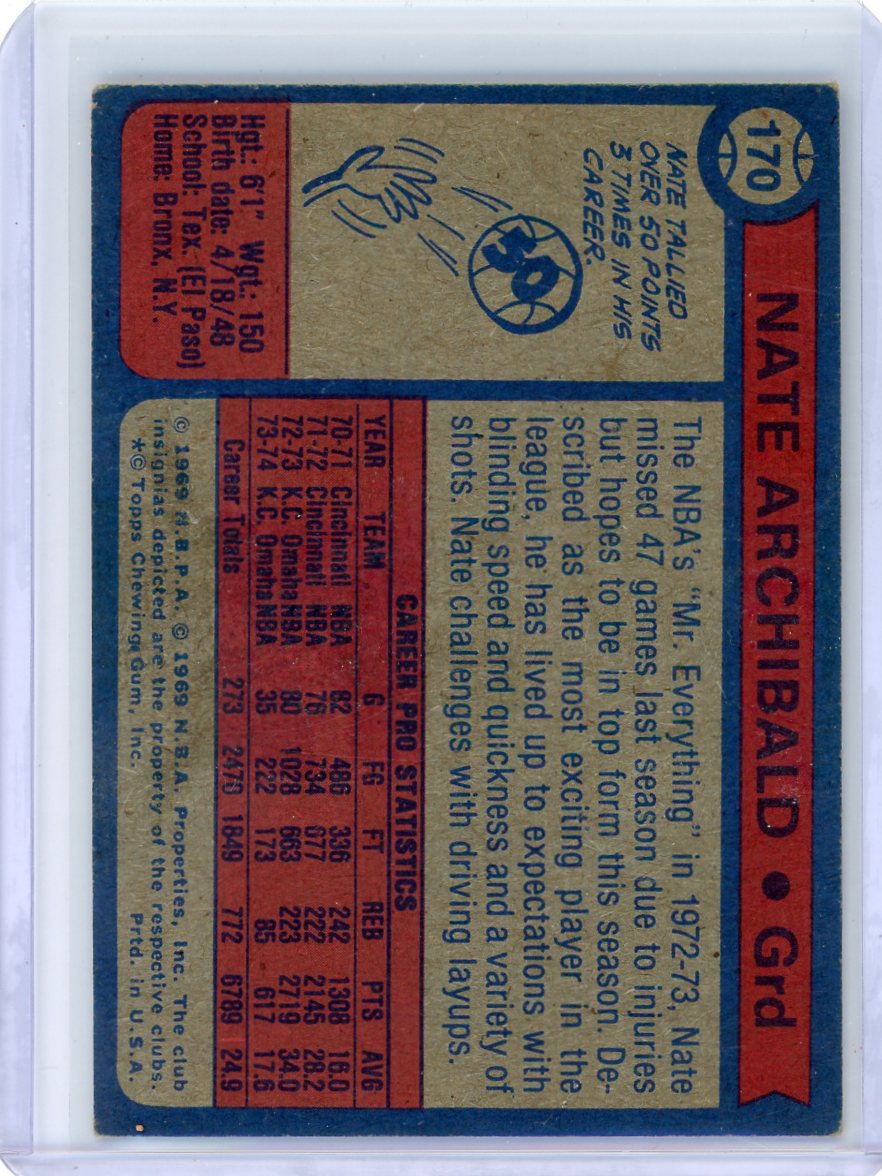 170
NATE ARCHIBALD • Grd
NATE TALLIED
OVER 50 POINTS
3 TIMES IN HIS
CAREER.
50
Hgt.: 6'1" Wgt.: 150
Birth date: 4/18/48
School: Tex. (El Paso)
Home: Bronx, N.Y.
The NBA's "Mr. Everything" in 1972-73, Nate
missed 47 games last season due to injuries
but hopes to be in top form this season. De-
scribed as the most exciting player in the
league, he has lived up to expectations with
blinding speed and quickness and a variety of
shots. Nate challenges with driving layups.
CAREER PRO STATISTICS
YEAR TEAM G FG FT REB PTS AVG
70-71 Cincinnati NBA 82 486 336 242 1308 16.0
71-72 Cincinnati NBA 76 734 677 222 2145 28.2
72-73 K.C. Omaha NBA 80 1028 663 223 2719 34.0
73-74 K.C. Omaha NBA 35 222 173 85 617 17.6
Career Totals 273 2470 1849 772 6789 24.9
© 1969 N.B.P.A. © 1969 N.B.A. Properties, Inc. The club
insignias depicted are the property of the respective clubs.
*© Topps Chewing Gum, Inc. Prtd. in U.S.A.